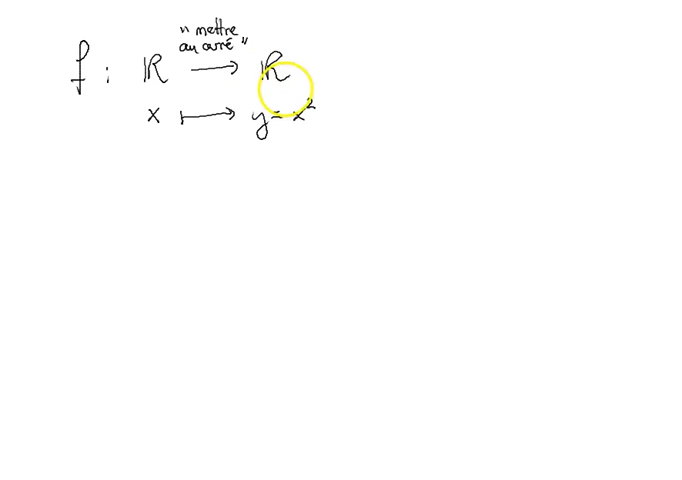 " mettre
au carré "
f : ℝ ⟶ ℝ
x ⟼ y = x²